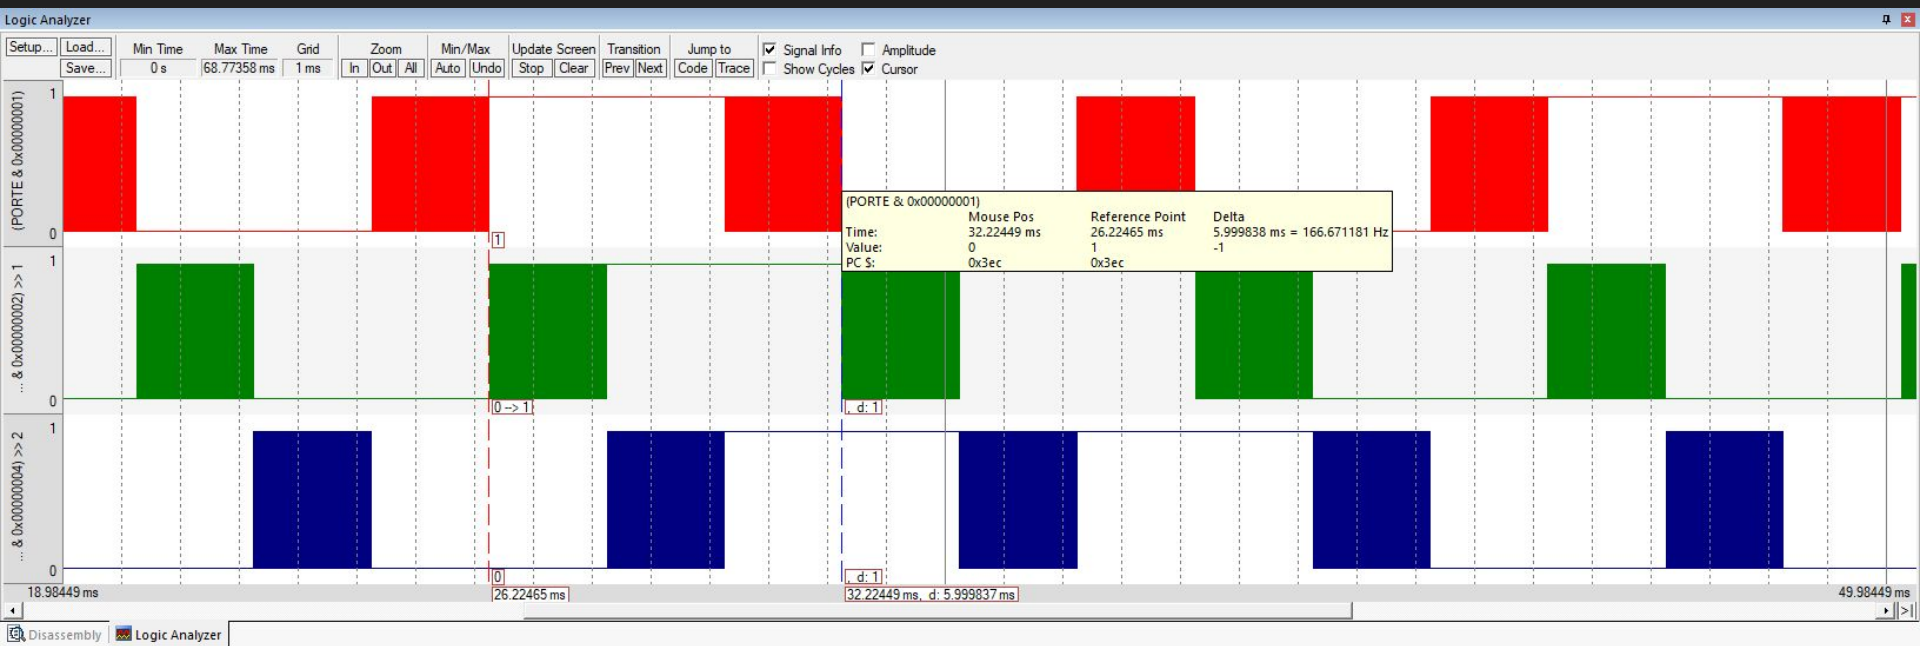 Logic Analyzer
Setup... Load... Min Time Max Time Grid Zoom Min/Max Update Screen Transition Jump to Signal Info Amplitude
Save... 0 s 68.77358 ms 1 ms In Out All Auto Undo Stop Clear Prev Next Code Trace Show Cycles Cursor
(PORTE & 0x00000001)
1
0
1
(PORTE & 0x00000001)
Mouse Pos Reference Point Delta
Time: 32.22449 ms 26.22465 ms 5.999838 ms = 166.671181 Hz
Value: 0 1 -1
PC $: 0x3ec 0x3ec
... & 0x00000002) >> 1
1
0
0 --> 1
, d: 1
... & 0x00000004) >> 2
1
0
0
, d: 1
18.98449 ms 26.22465 ms 32.22449 ms, d: 5.999837 ms 49.98449 ms
Disassembly Logic Analyzer